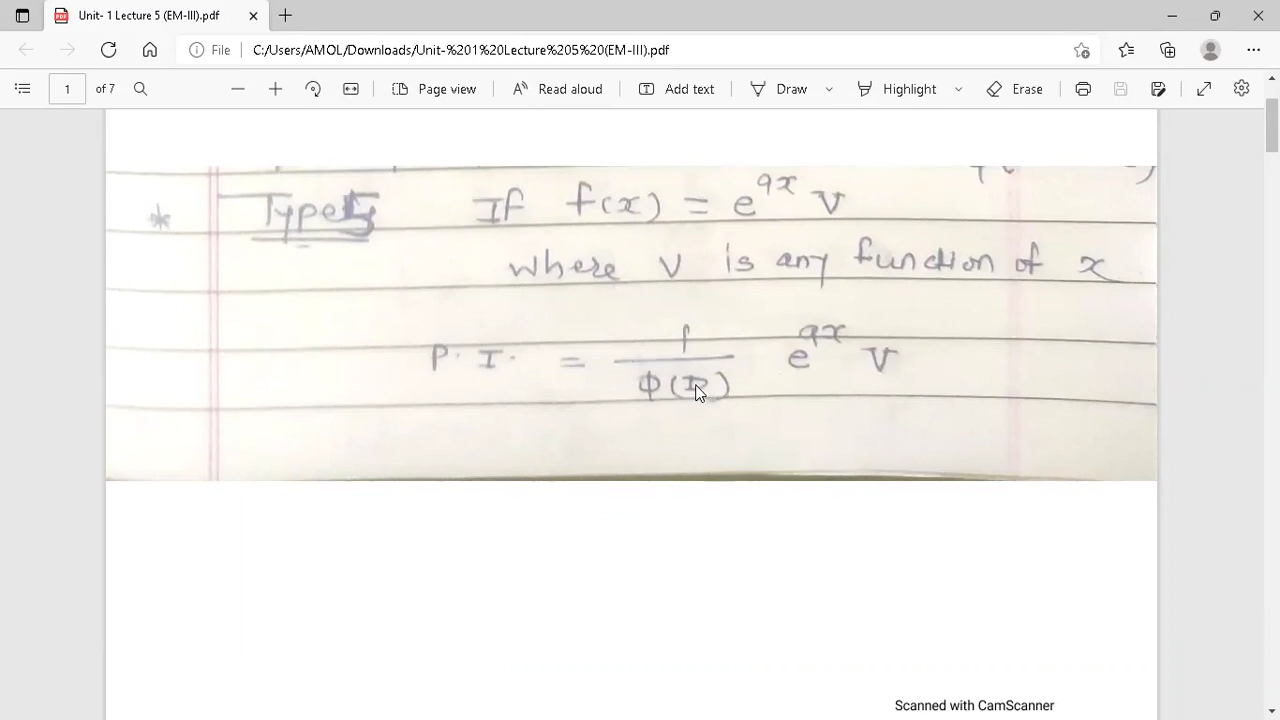 Unit- 1 Lecture 5 (EM-III).pdf
File C:/Users/AMOL/Downloads/Unit-%201%20Lecture%205%20(EM-III).pdf
1 of 7 Page view Read aloud Add text Draw Highlight Erase
* Type If f(x) = e^{ax} V
where V is any function of x
P. I. = 1/ϕ(D) e^{ax} V
Scanned with CamScanner